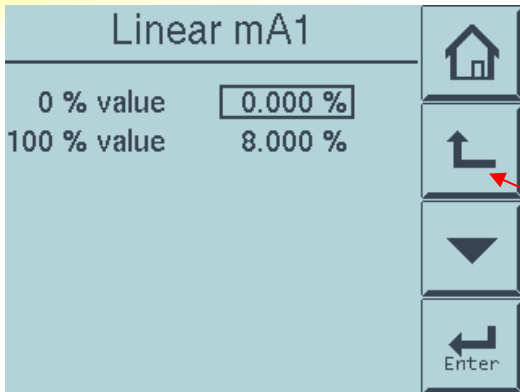 Linear mA1
0 % value 0.000 %
100 % value 8.000 %
Enter